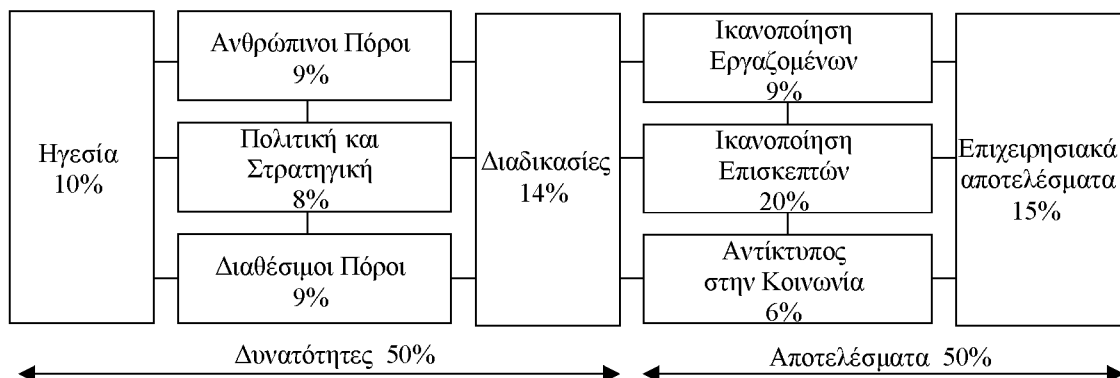 Ηγεσία
10%
Ανθρώπινοι Πόροι
9%
Πολιτική και
Στρατηγική
8%
Διαθέσιμοι Πόροι
9%
Διαδικασίες
14%
Ικανοποίηση
Εργαζομένων
9%
Ικανοποίηση
Επισκεπτών
20%
Αντίκτυπος
στην Κοινωνία
6%
Επιχειρησιακά
αποτελέσματα
15%
Δυνατότητες 50%
Αποτελέσματα 50%